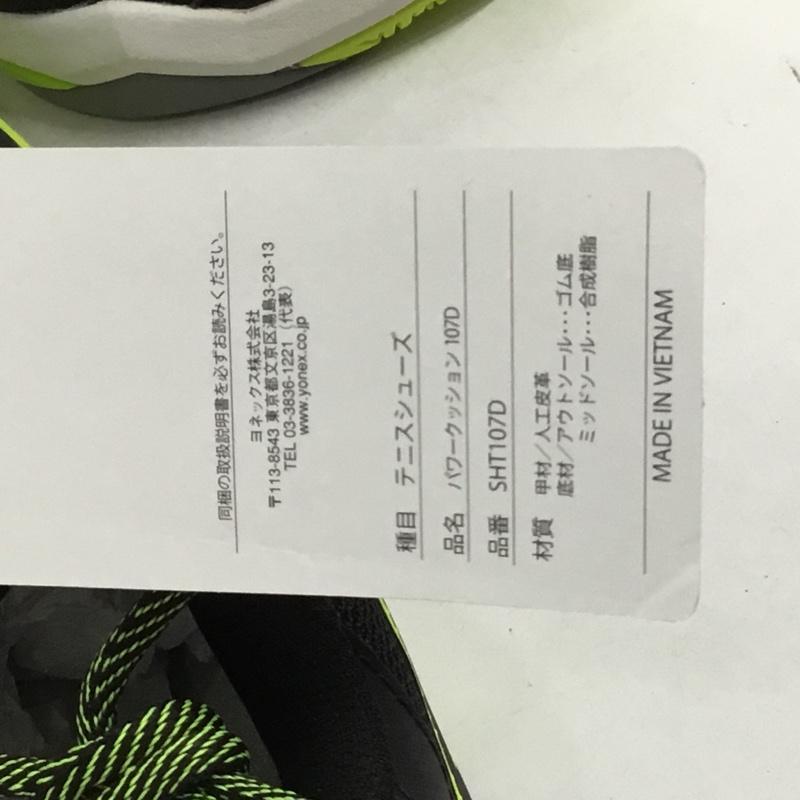 同梱の取扱説明書を必ずお読みください。
ヨネックス株式会社
〒113-8543 東京都文京区湯島3-23-13
TEL 03-3836-1221（代表）
www.yonex.co.jp
種目 テニスシューズ
品名 パワークッション 107D
品番 SHT107D
材質 甲材／人工皮革
底材／アウトソール･･･ゴム底
ミッドソール･･･合成樹脂
MADE IN VIETNAM